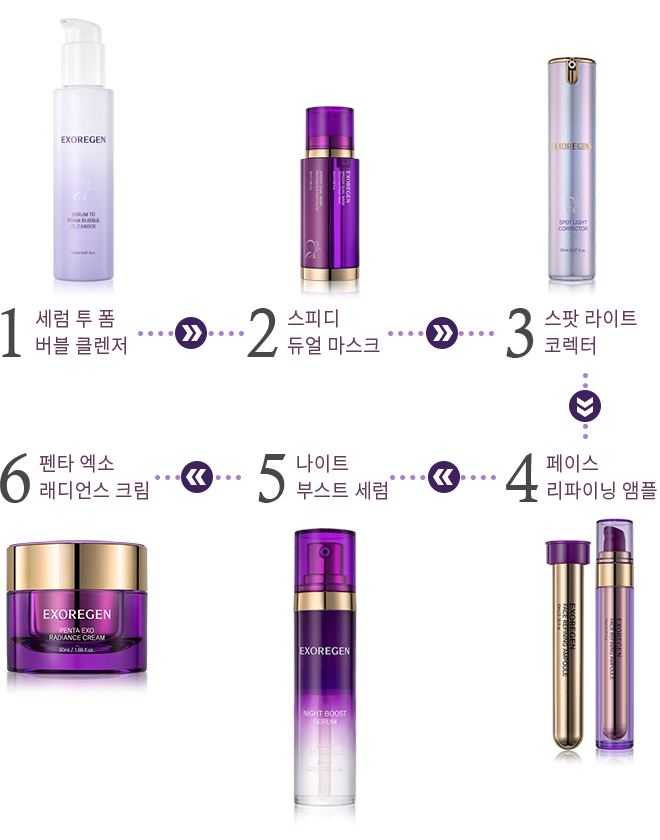 EXOREGEN
SERUM TO
FOAM BUBBLE
CLEANSER
EXOREGEN
EXOREGEN
SPOT LIGHT
CORRECTOR
1
세럼 투 폼
버블 클렌저
2
스피디
듀얼 마스크
3
스팟 라이트
코렉터
4
페이스
리파이닝 앰플
5
나이트
부스트 세럼
6
펜타 엑소
래디언스 크림
EXOREGEN
PENTA EXO
RADIANCE CREAM
50ml / 1.69 fl.oz.
EXOREGEN
NIGHT BOOST
SERUM
EXOREGEN
FACE REFINING AMPOULE
EXOREGEN
FACE REFINING AMPOULE